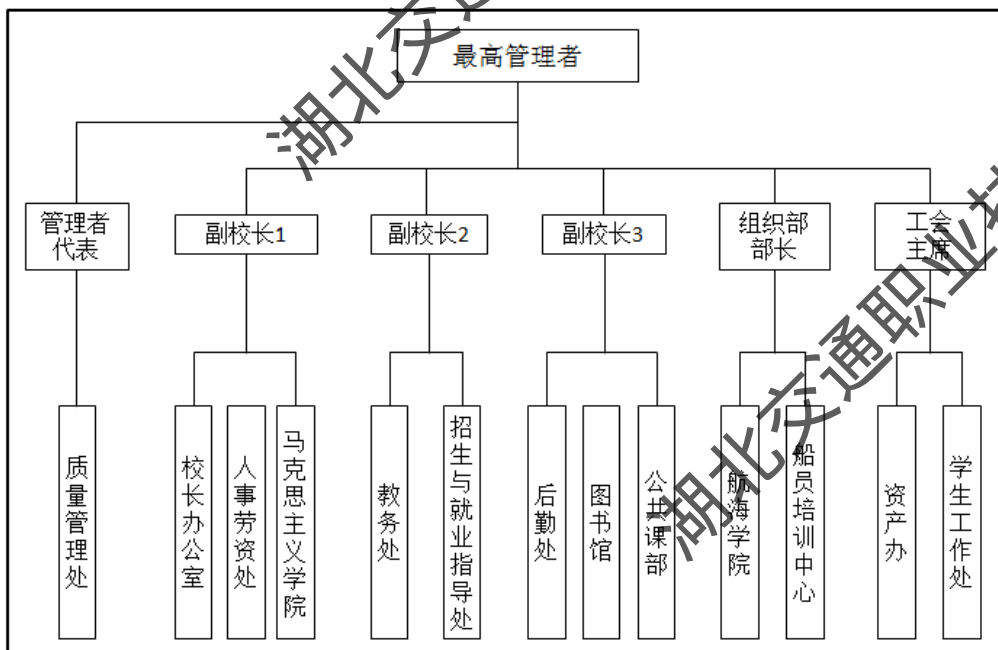 最高管理者
管理者
代表
副校长1
副校长2
副校长3
组织部
部长
工会
主席
质量管理处
校长办公室
人事劳资处
马克思主义学院
教务处
招生与就业指导处
后勤处
图书馆
公共课部
航海学院
船员培训中心
资产办
学生工作处
湖北交通
湖北交通职业技